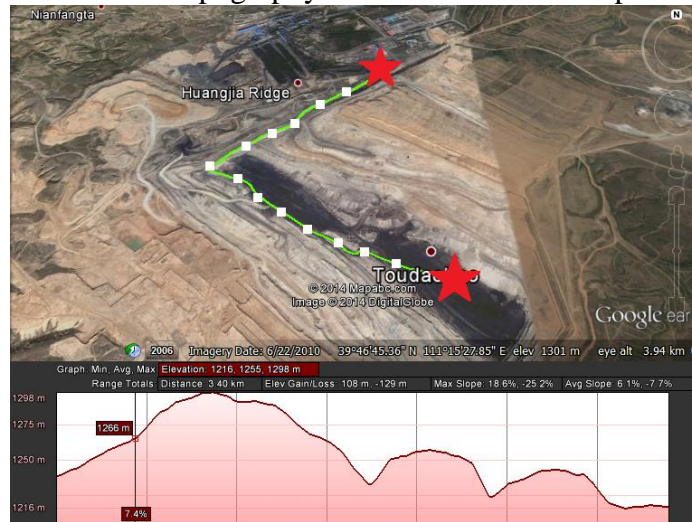 Nianfangta
N
Huangjia Ridge
© 2014 Mapabc.com
Image © 2014 DigitalGlobe
Google ear
2006 Imagery Date: 6/22/2010 39°46'45.36" N 111°15'27.85" E elev 1301 m eye alt 3.94 km
Graph: Min, Avg, Max Elevation: 1216, 1255, 1298 m
Range Totals: Distance: 3.40 km Elev Gain/Loss: 108 m, -129 m Max Slope: 18.6%, -25.2% Avg Slope: 6.1%, -7.7%
1298 m
1275 m
1266 m
1250 m
1216 m
7.4%